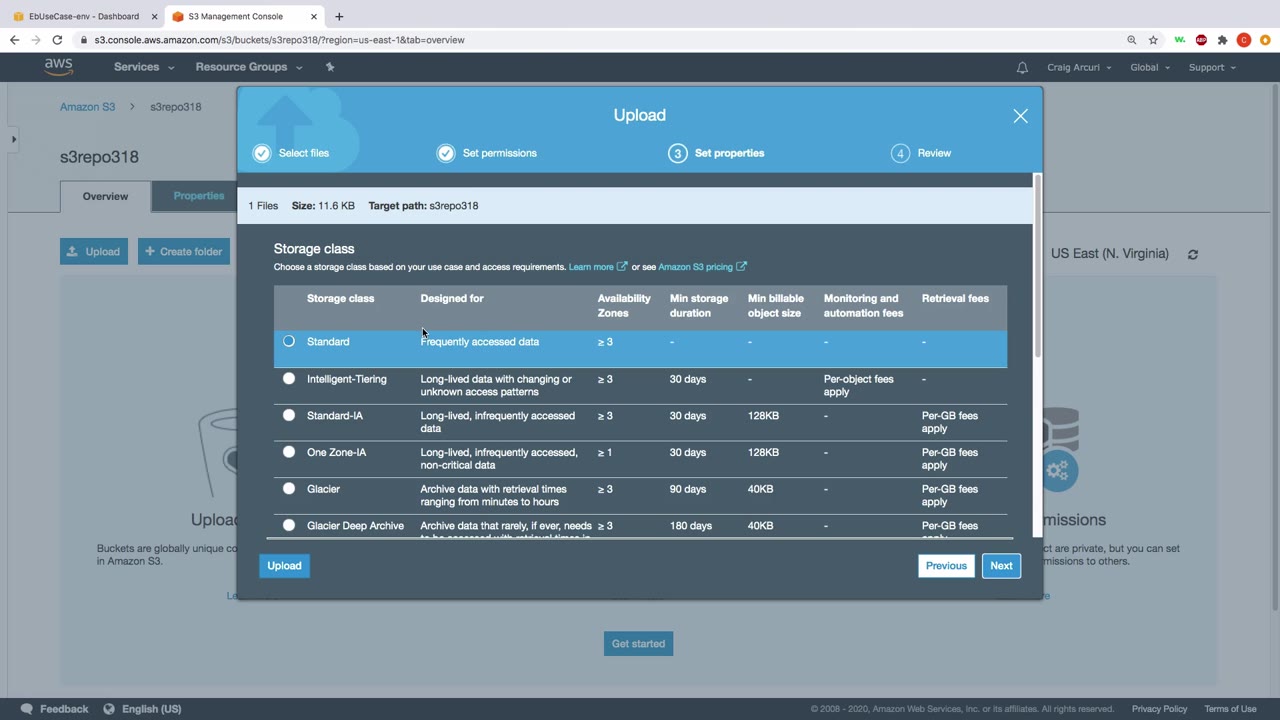 EbUseCase-env - Dashboard
S3 Management Console
s3.console.aws.amazon.com/s3/buckets/s3repo318/?region=us-east-1&tab=overview
aws
Services
Resource Groups
Craig Arcuri
Global
Support
Amazon S3 > s3repo318
s3repo318
Overview
Properties
Upload
+ Create folder
US East (N. Virginia)
Upload
Select files
Set permissions
3 Set properties
4 Review
1 Files Size: 11.6 KB Target path: s3repo318
Storage class
Choose a storage class based on your use case and access requirements. Learn more or see Amazon S3 pricing
Storage class
Designed for
Availability Zones
Min storage duration
Min billable object size
Monitoring and automation fees
Retrieval fees
Standard
Frequently accessed data
≥ 3
-
-
-
-
Intelligent-Tiering
Long-lived data with changing or unknown access patterns
≥ 3
30 days
-
Per-object fees apply
-
Standard-IA
Long-lived, infrequently accessed data
≥ 3
30 days
128KB
-
Per-GB fees apply
One Zone-IA
Long-lived, infrequently accessed, non-critical data
≥ 1
30 days
128KB
-
Per-GB fees apply
Glacier
Archive data with retrieval times ranging from minutes to hours
≥ 3
90 days
40KB
-
Per-GB fees apply
Glacier Deep Archive
Archive data that rarely, if ever, needs to be accessed with retrieval times in
≥ 3
180 days
40KB
-
Per-GB fees apply
Upload
Previous
Next
Buckets are globally unique co
in Amazon S3.
missions
ct are private, but you can set
missions to others.
Get started
Feedback
English (US)
© 2008 - 2020, Amazon Web Services, Inc. or its affiliates. All rights reserved.
Privacy Policy
Terms of Use